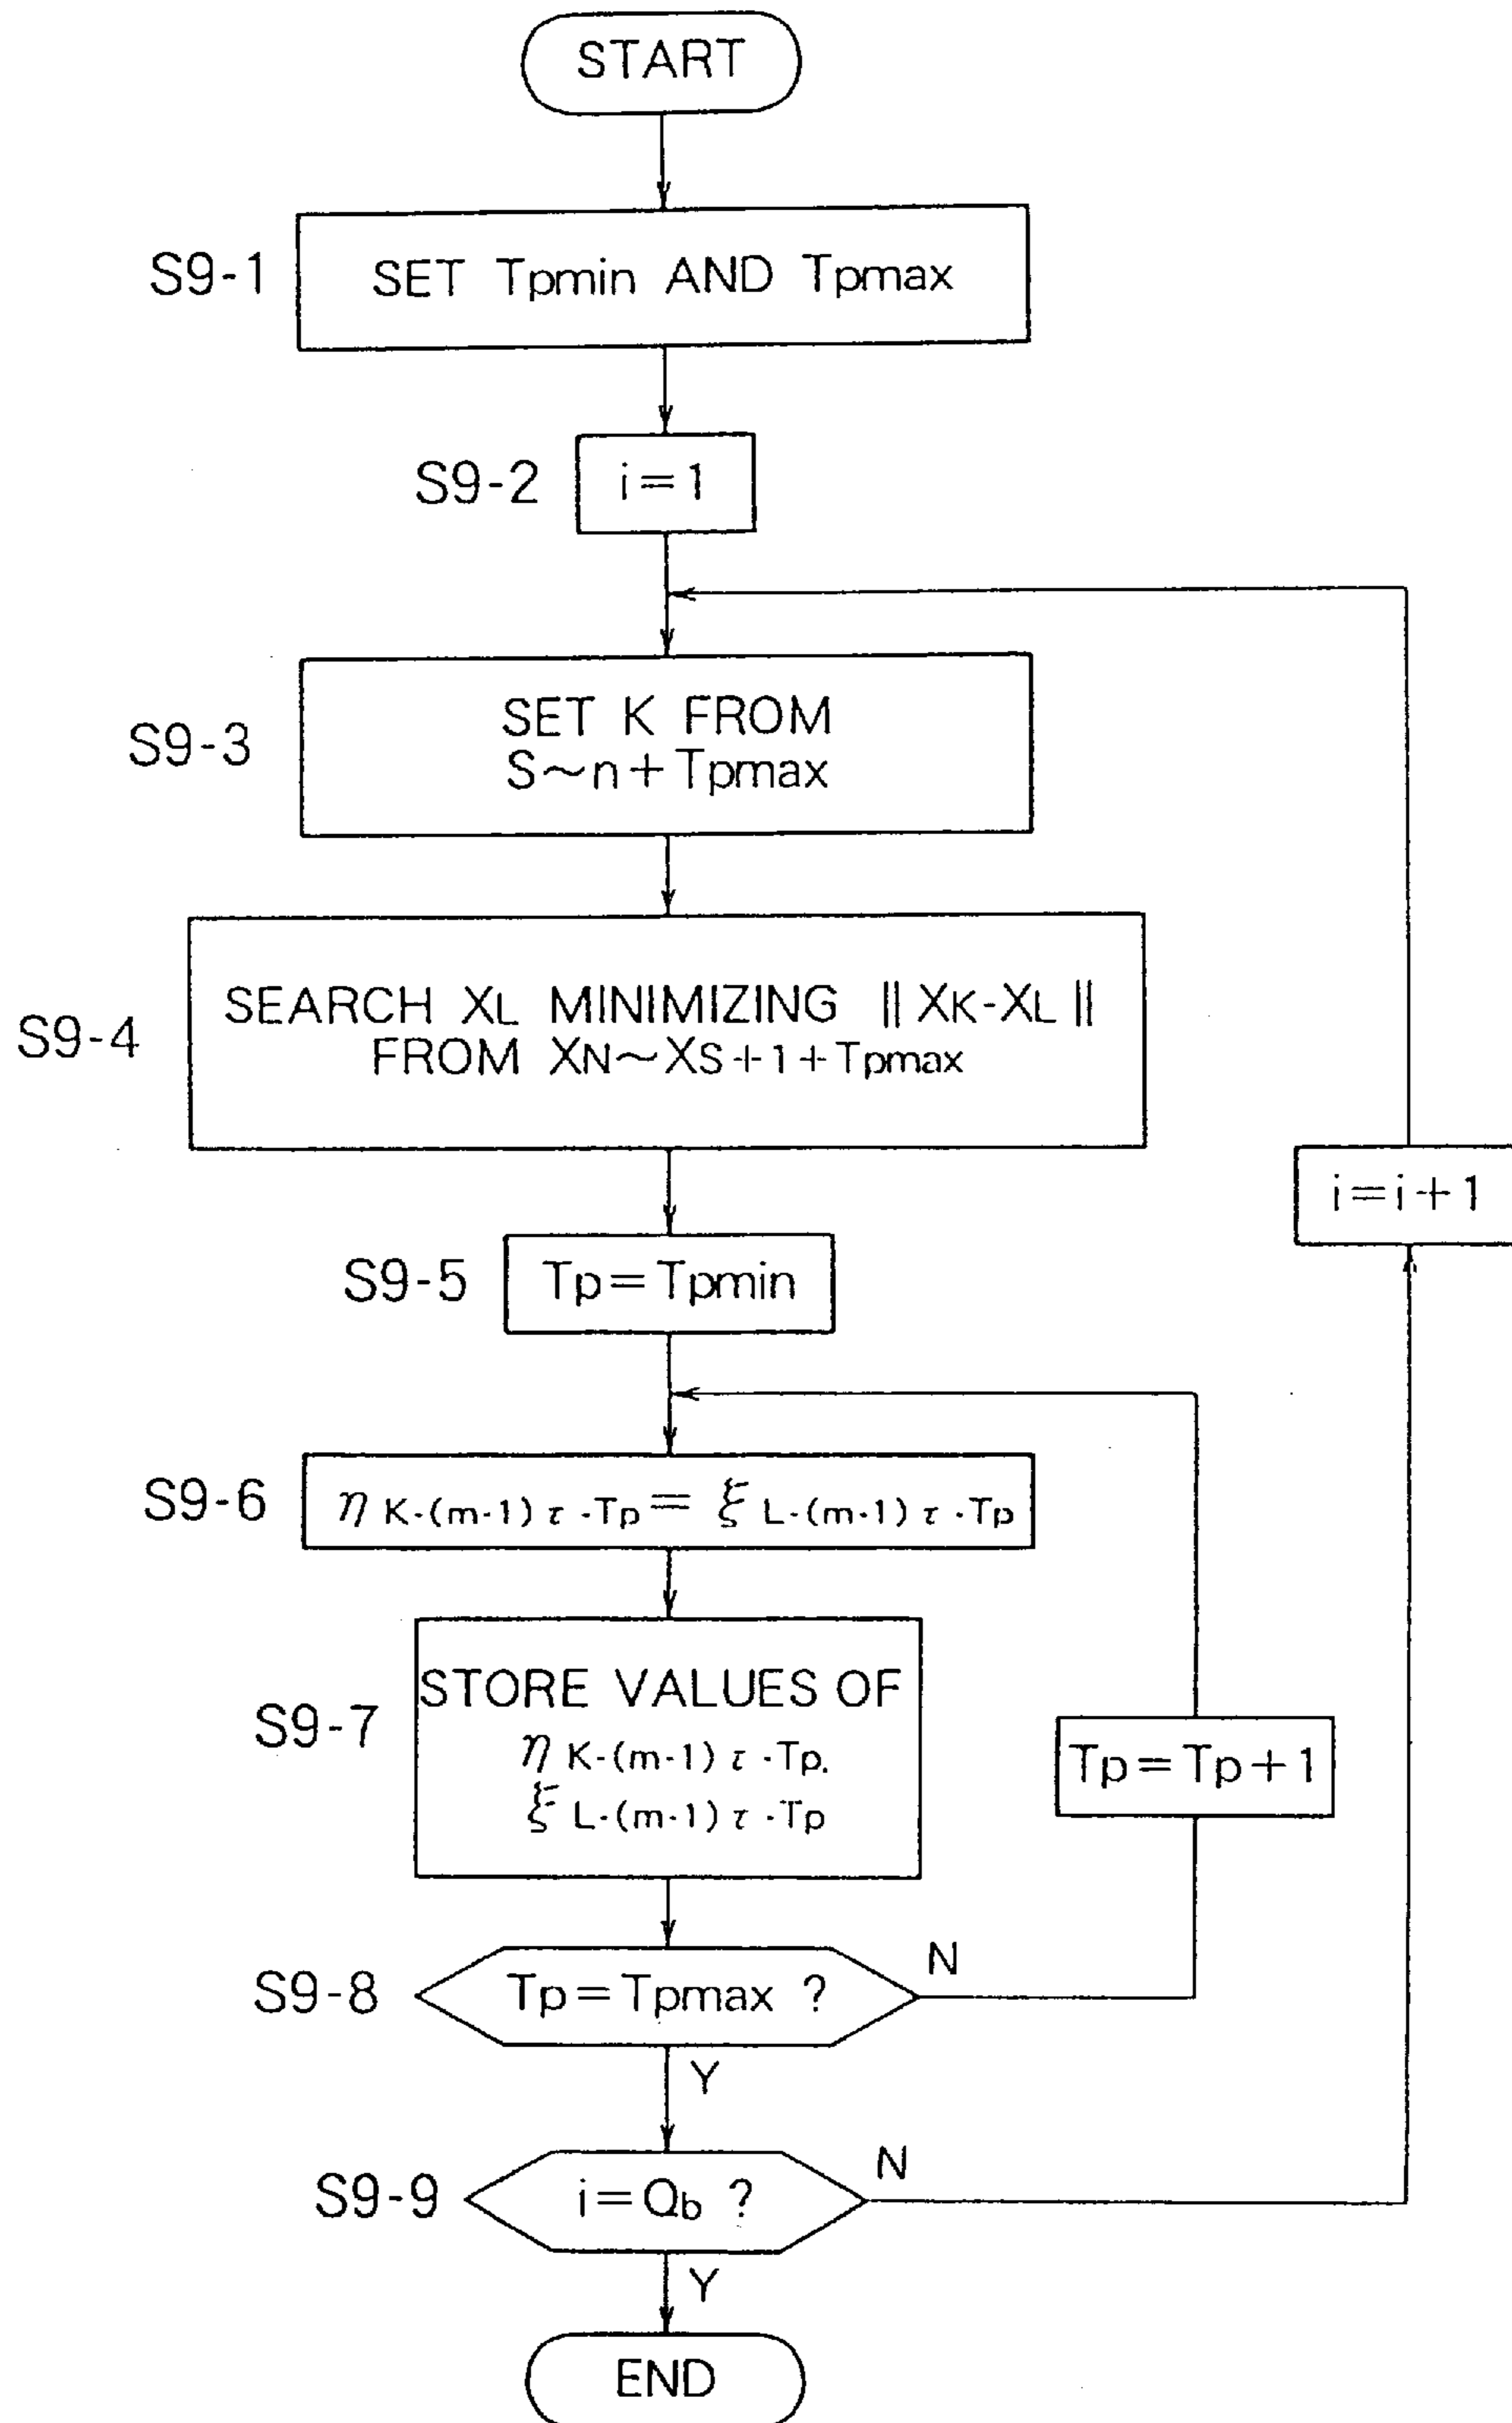 START
S9-1
SET Tpmin AND Tpmax
S9-2
i=1
S9-3
SET K FROM
S~n+Tpmax
S9-4
SEARCH XL MINIMIZING ||XK-XL||
FROM XN~XS+1+Tpmax
i=i+1
S9-5
Tp=Tpmin
S9-6
η K-(m-1) τ -Tp= ξ L-(m-1) τ -Tp
S9-7
STORE VALUES OF
η K-(m-1) τ -Tp,
ξ L-(m-1) τ -Tp
Tp=Tp+1
S9-8
Tp=Tpmax ?
N
Y
S9-9
i=Qb ?
N
Y
END